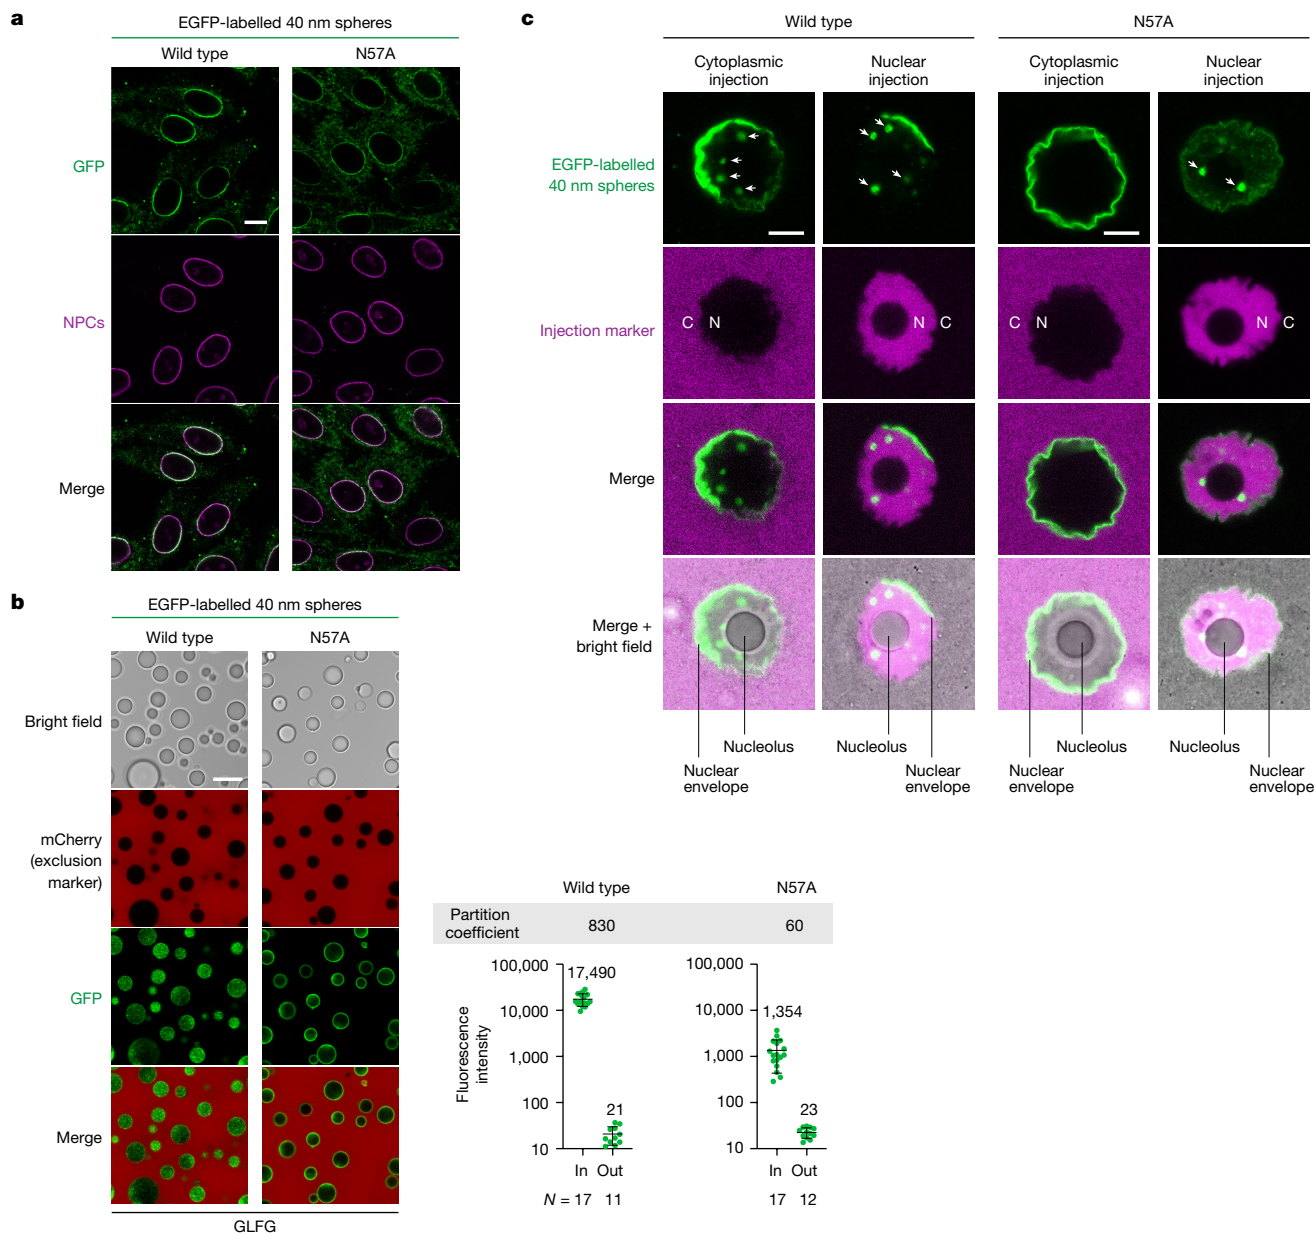 a
EGFP-labelled 40 nm spheres
Wild type
N57A
GFP
NPCs
Merge
b
EGFP-labelled 40 nm spheres
Wild type
N57A
Bright field
mCherry
(exclusion
marker)
GFP
Merge
GLFG
Wild type
N57A
Partition
coefficient
830
60
Fluorescence
intensity
100,000
10,000
1,000
100
10
17,490
21
In
Out
100,000
10,000
1,000
100
10
1,354
23
In
Out
N = 17
11
17
12
c
Wild type
N57A
Cytoplasmic
injection
Nuclear
injection
Cytoplasmic
injection
Nuclear
injection
EGFP-labelled
40 nm spheres
Injection marker
C N
N C
C N
N C
Merge
Merge +
bright field
Nucleolus
Nuclear
envelope
Nucleolus
Nuclear
envelope
Nucleolus
Nuclear
envelope
Nucleolus
Nuclear
envelope